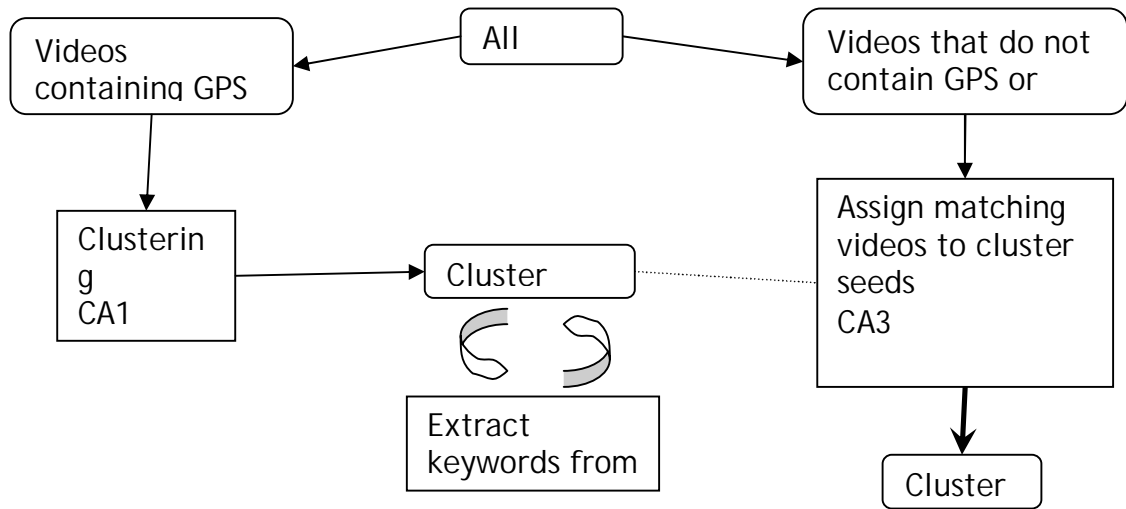 Videos
containing GPS
All
Videos that do not
contain GPS or
Clusterin
g
CA1
Cluster
Assign matching
videos to cluster
seeds
CA3
Extract
keywords from
Cluster